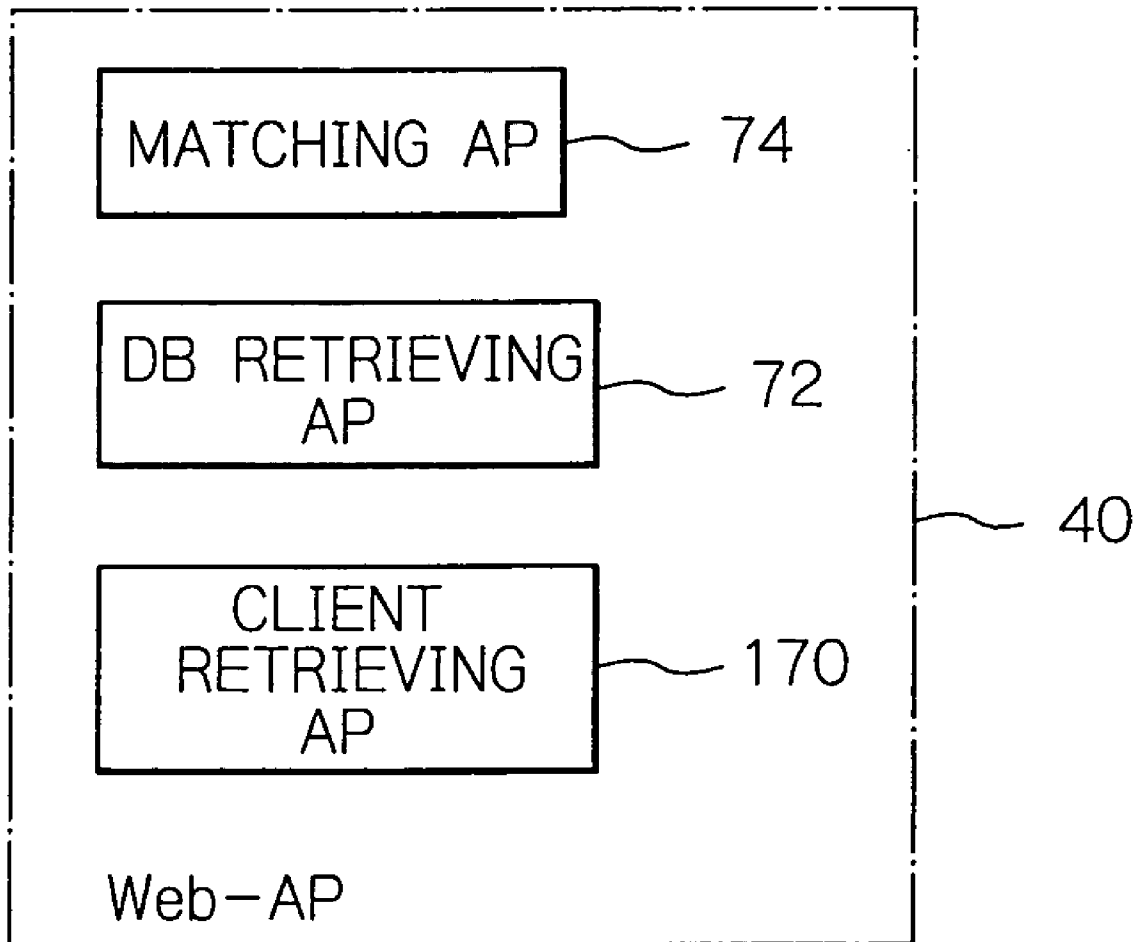 MATCHING AP
74
DB RETRIEVING
AP
72
40
CLIENT
RETRIEVING
AP
170
Web-AP